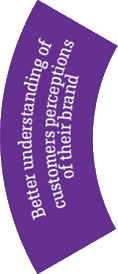 Better understanding of
customers perceptions
of their brand